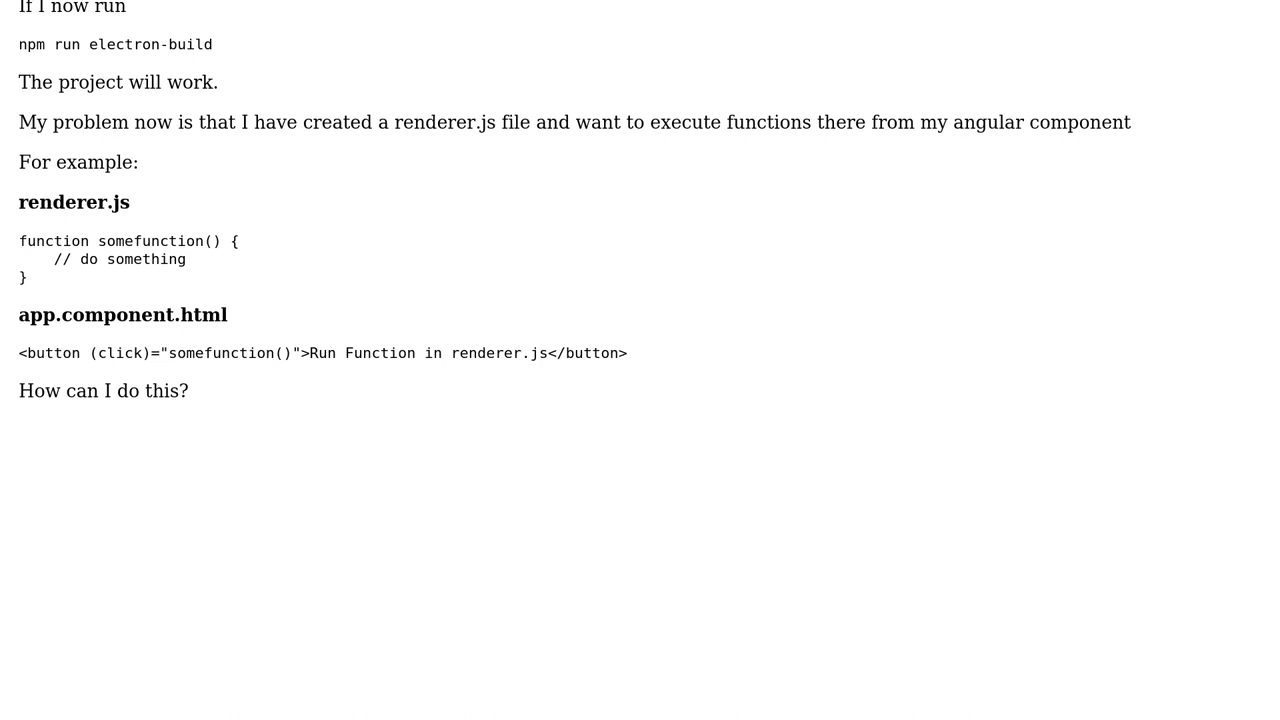 If I now run
npm run electron-build
The project will work.
My problem now is that I have created a renderer.js file and want to execute functions there from my angular component
For example:
renderer.js
function somefunction() {
    // do something
}
app.component.html
<button (click)="somefunction()">Run Function in renderer.js</button>
How can I do this?